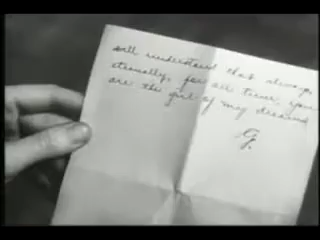 will understand that always,
eternally, for all time, you
are the girl of my dreams
G.